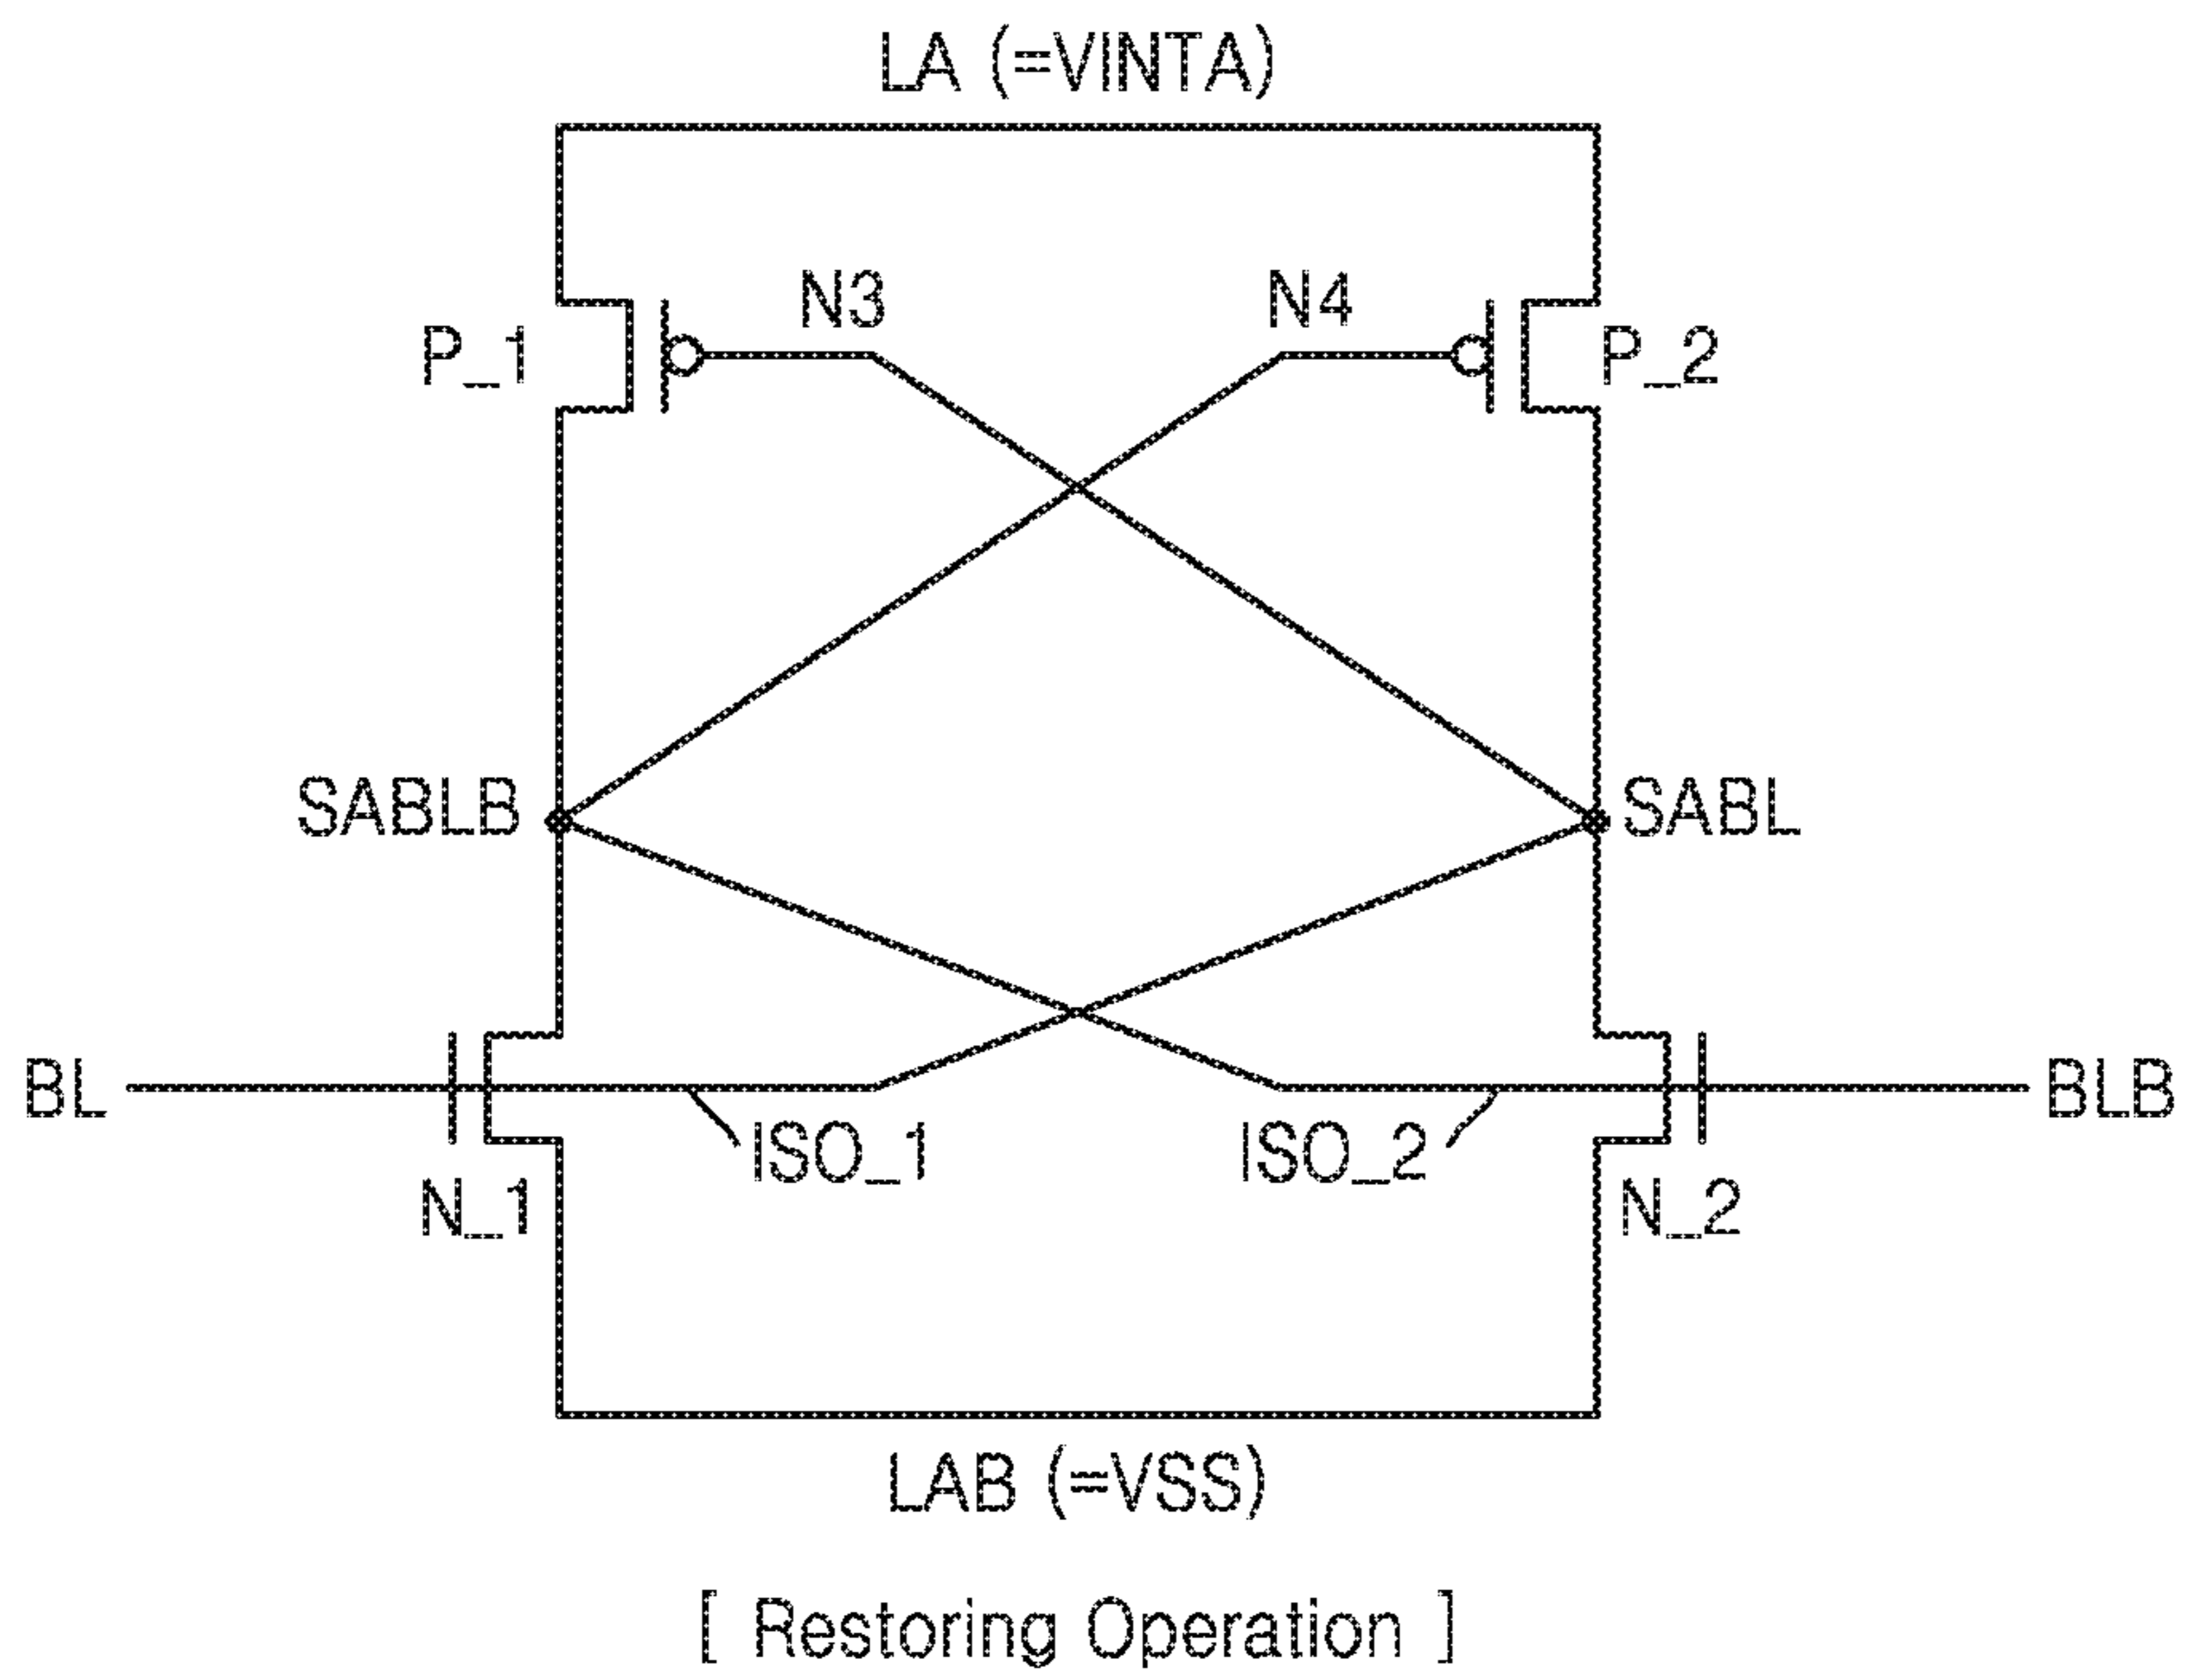 LA (=VINTA)
N3
N4
P_1
P_2
SABLB
SABL
BL
BLB
ISO_1
ISO_2
N_1
N_2
LAB (=VSS)
[ Restoring Operation ]